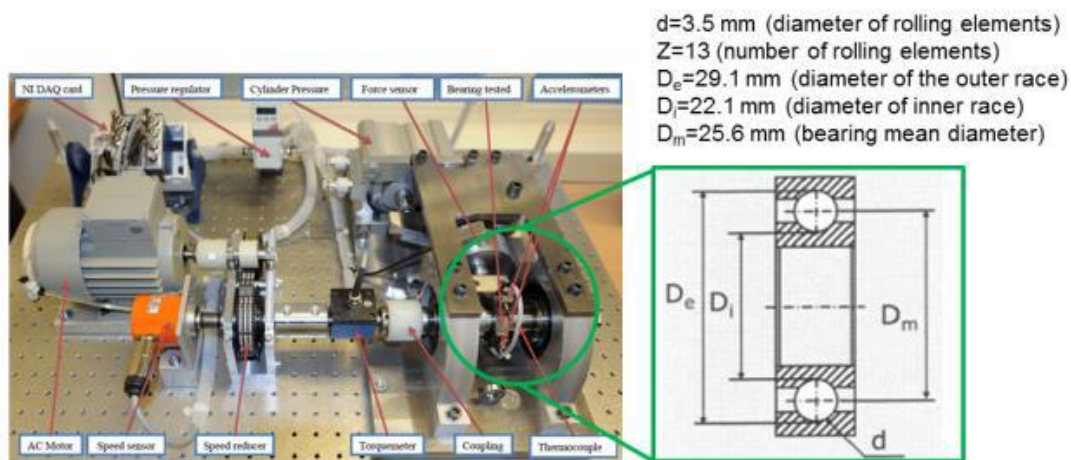 d=3.5 mm (diameter of rolling elements)
Z=13 (number of rolling elements)
De=29.1 mm (diameter of the outer race)
Di=22.1 mm (diameter of inner race)
Dm=25.6 mm (bearing mean diameter)
NI DAQ card
Pressure regulator
Cylinder Pressure
Force sensor
Bearing tested
Accelerometers
AC Motor
Speed sensor
Speed reducer
Torquemeter
Coupling
Thermocouple
De
Di
Dm
d